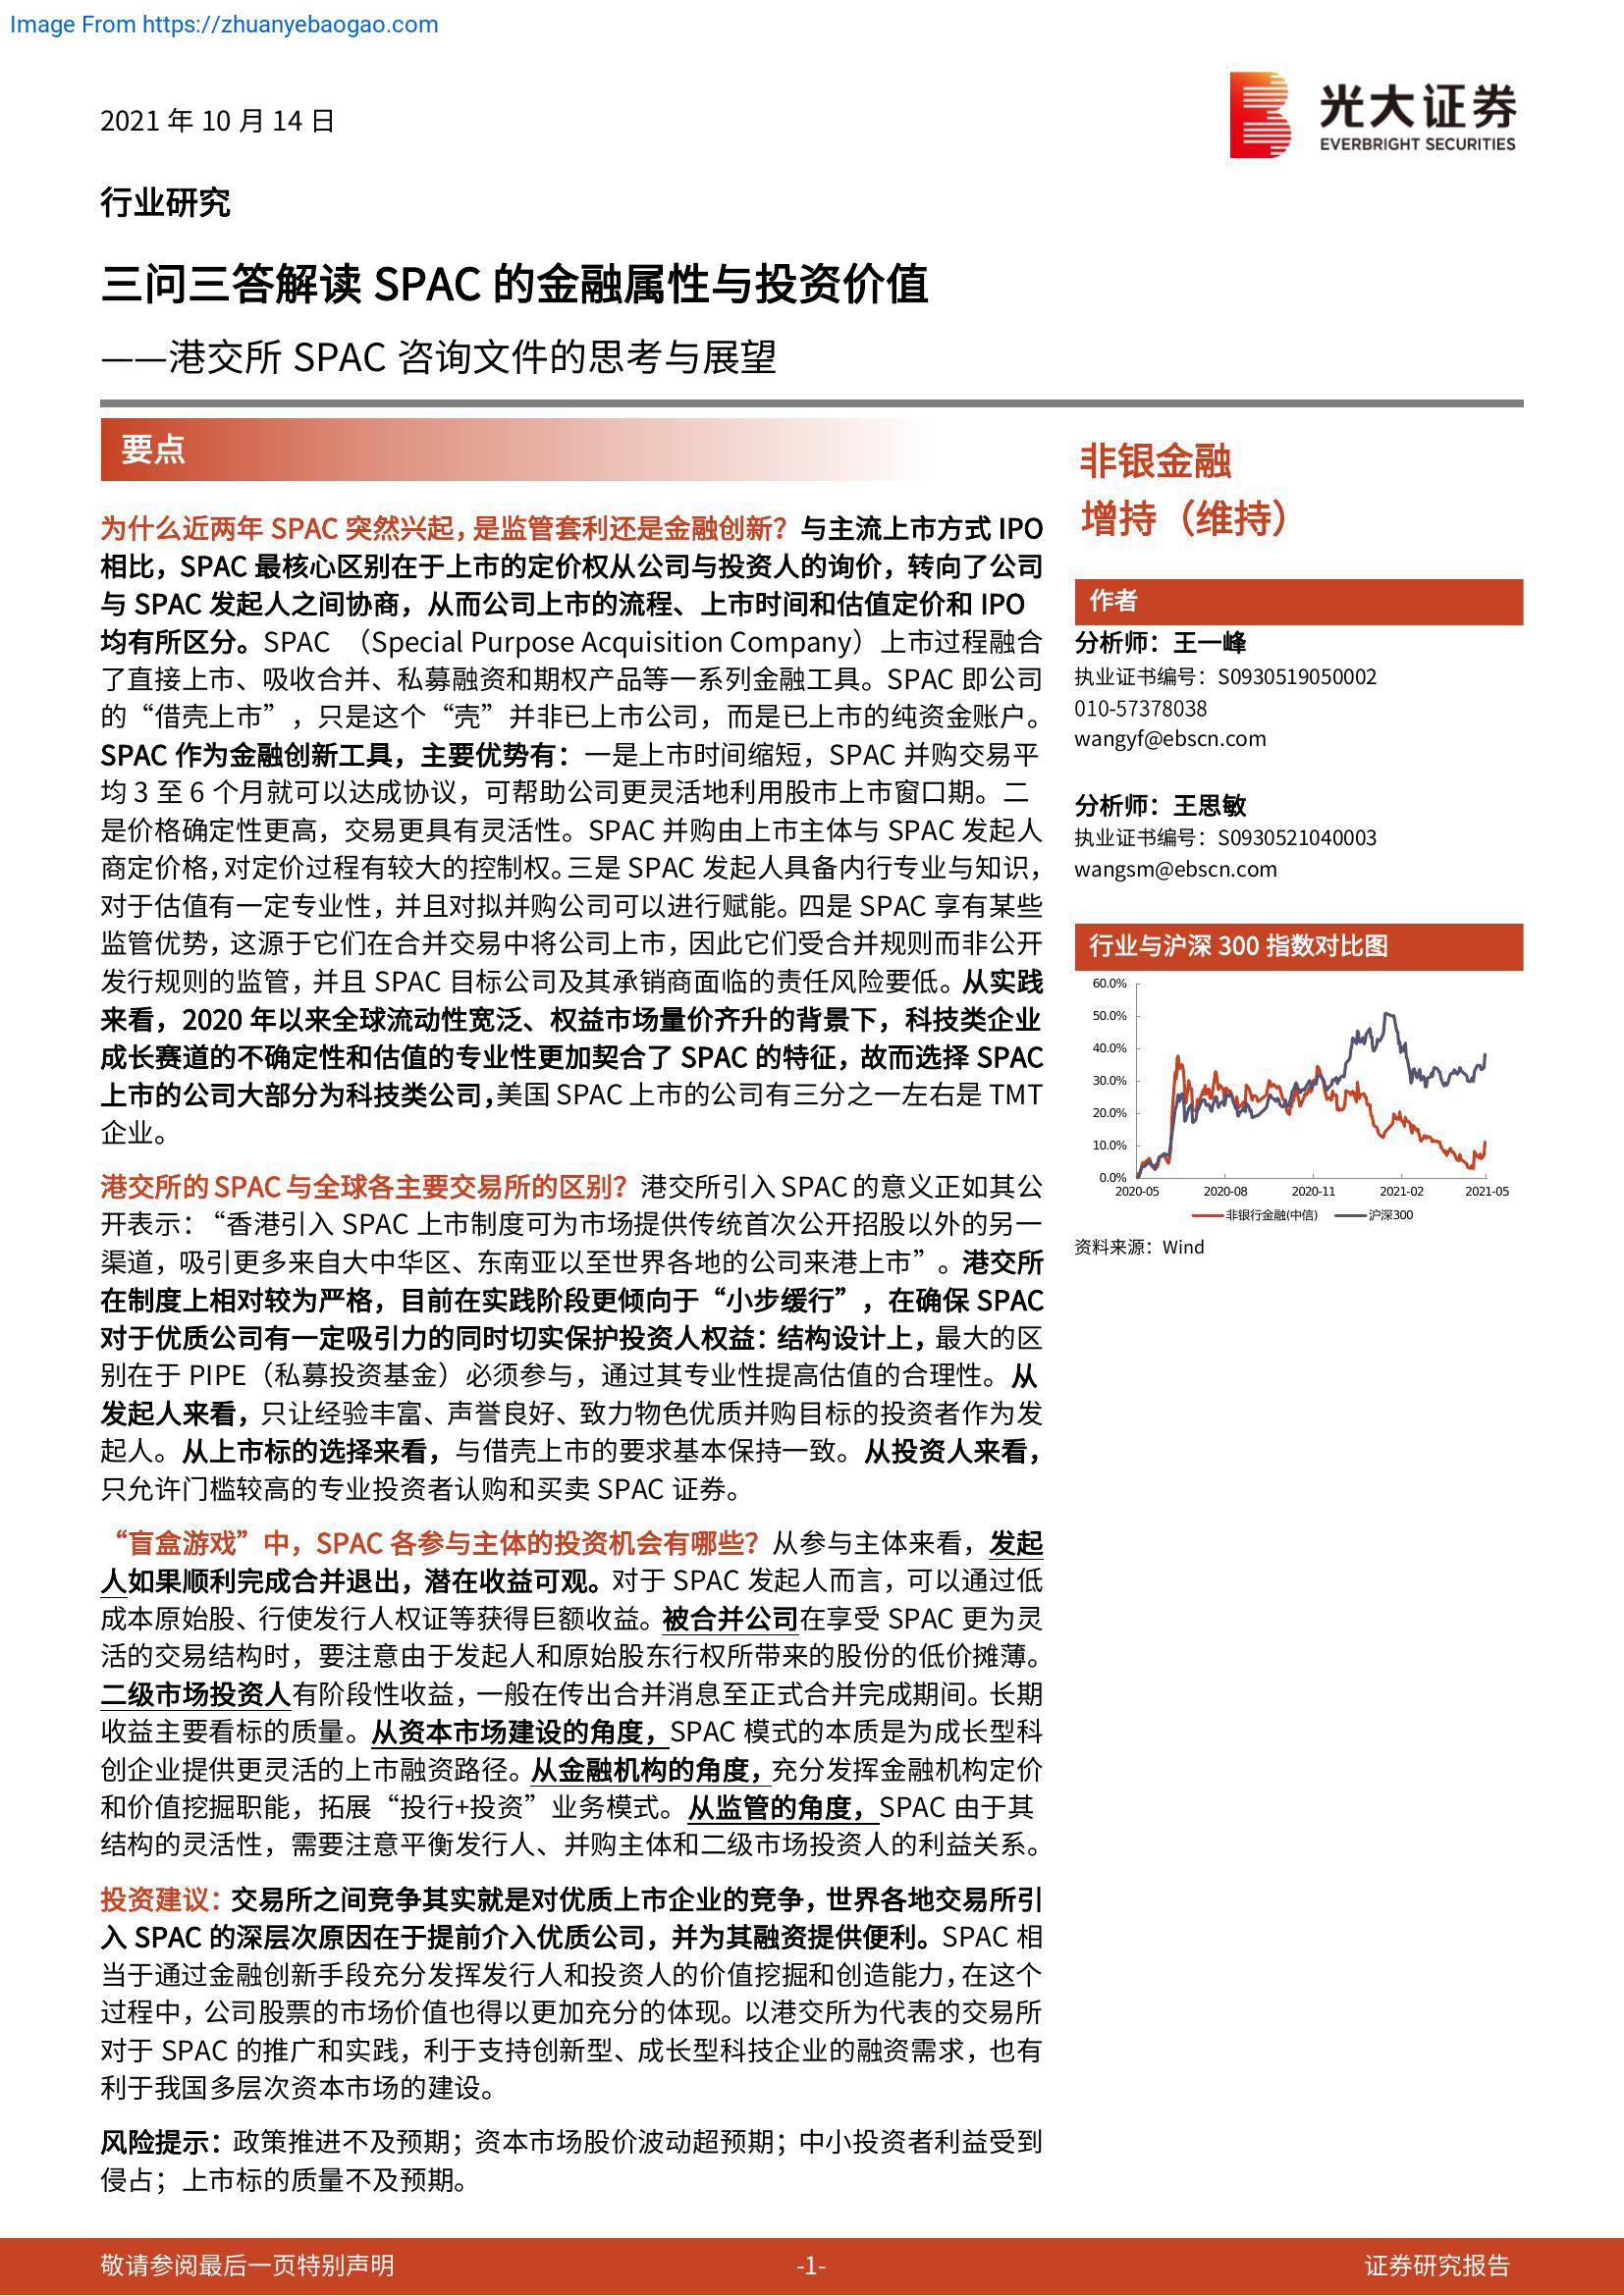 Image From https://zhuanyebaogao.com
2021 年 10 月 14 日
光大证券
EVERBRIGHT SECURITIES
行业研究
三问三答解读 SPAC 的金融属性与投资价值
——港交所 SPAC 咨询文件的思考与展望
要点
为什么近两年 SPAC 突然兴起，是监管套利还是金融创新？与主流上市方式 IPO
相比，SPAC 最核心区别在于上市的定价权从公司与投资人的询价，转向了公司
与 SPAC 发起人之间协商，从而公司上市的流程、上市时间和估值定价和 IPO
均有所区分。SPAC （Special Purpose Acquisition Company）上市过程融合
了直接上市、吸收合并、私募融资和期权产品等一系列金融工具。SPAC 即公司
的“借壳上市”，只是这个“壳”并非已上市公司，而是已上市的纯资金账户。
SPAC 作为金融创新工具，主要优势有：一是上市时间缩短，SPAC 并购交易平
均 3 至 6 个月就可以达成协议，可帮助公司更灵活地利用股市上市窗口期。二
是价格确定性更高，交易更具有灵活性。SPAC 并购由上市主体与 SPAC 发起人
商定价格，对定价过程有较大的控制权。三是 SPAC 发起人具备内行专业与知识，
对于估值有一定专业性，并且对拟并购公司可以进行赋能。四是 SPAC 享有某些
监管优势，这源于它们在合并交易中将公司上市，因此它们受合并规则而非公开
发行规则的监管，并且 SPAC 目标公司及其承销商面临的责任风险要低。从实践
来看，2020 年以来全球流动性宽泛、权益市场量价齐升的背景下，科技类企业
成长赛道的不确定性和估值的专业性更加契合了 SPAC 的特征，故而选择 SPAC
上市的公司大部分为科技类公司，美国 SPAC 上市的公司有三分之一左右是 TMT
企业。
港交所的 SPAC 与全球各主要交易所的区别？港交所引入 SPAC 的意义正如其公
开表示：“香港引入 SPAC 上市制度可为市场提供传统首次公开招股以外的另一
渠道，吸引更多来自大中华区、东南亚以至世界各地的公司来港上市”。港交所
在制度上相对较为严格，目前在实践阶段更倾向于“小步缓行”，在确保 SPAC
对于优质公司有一定吸引力的同时切实保护投资人权益：结构设计上，最大的区
别在于 PIPE（私募投资基金）必须参与，通过其专业性提高估值的合理性。从
发起人来看，只让经验丰富、声誉良好、致力物色优质并购目标的投资者作为发
起人。从上市标的选择来看，与借壳上市的要求基本保持一致。从投资人来看，
只允许门槛较高的专业投资者认购和买卖 SPAC 证券。
“盲盒游戏”中，SPAC 各参与主体的投资机会有哪些？从参与主体来看，发起
人如果顺利完成合并退出，潜在收益可观。对于 SPAC 发起人而言，可以通过低
成本原始股、行使发行人权证等获得巨额收益。被合并公司在享受 SPAC 更为灵
活的交易结构时，要注意由于发起人和原始股东行权所带来的股份的低价摊薄。
二级市场投资人有阶段性收益，一般在传出合并消息至正式合并完成期间。长期
收益主要看标的质量。从资本市场建设的角度，SPAC 模式的本质是为成长型科
创企业提供更灵活的上市融资路径。从金融机构的角度，充分发挥金融机构定价
和价值挖掘职能，拓展“投行+投资”业务模式。从监管的角度，SPAC 由于其
结构的灵活性，需要注意平衡发行人、并购主体和二级市场投资人的利益关系。
投资建议：交易所之间竞争其实就是对优质上市企业的竞争，世界各地交易所引
入 SPAC 的深层次原因在于提前介入优质公司，并为其融资提供便利。SPAC 相
当于通过金融创新手段充分发挥发行人和投资人的价值挖掘和创造能力，在这个
过程中，公司股票的市场价值也得以更加充分的体现。以港交所为代表的交易所
对于 SPAC 的推广和实践，利于支持创新型、成长型科技企业的融资需求，也有
利于我国多层次资本市场的建设。
风险提示：政策推进不及预期；资本市场股价波动超预期；中小投资者利益受到
侵占；上市标的质量不及预期。
非银金融
增持（维持）
作者
分析师：王一峰
执业证书编号：S0930519050002
010-57378038
wangyf@ebscn.com
分析师：王思敏
执业证书编号：S0930521040003
wangsm@ebscn.com
行业与沪深 300 指数对比图
60.0%
50.0%
40.0%
30.0%
20.0%
10.0%
0.0%
2020-05 2020-08 2020-11 2021-02 2021-05
非银行金融(中信) 沪深300
资料来源：Wind
敬请参阅最后一页特别声明 -1- 证券研究报告